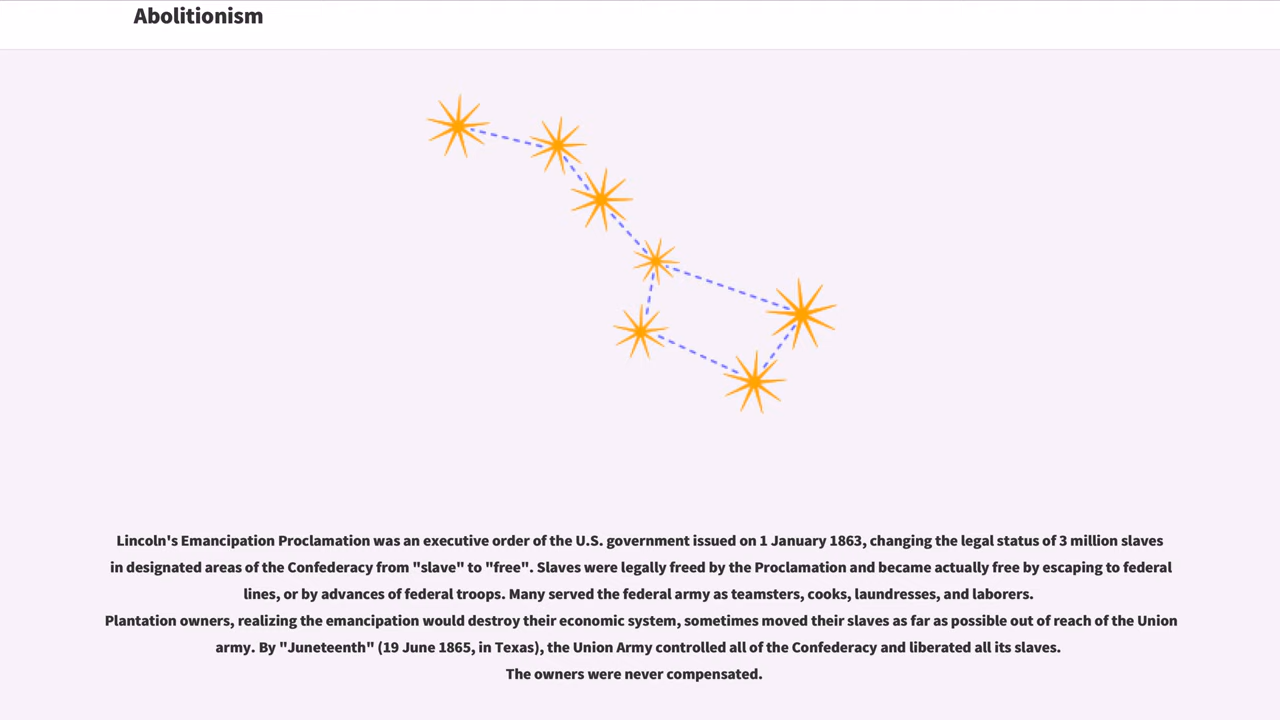 Abolitionism
Lincoln's Emancipation Proclamation was an executive order of the U.S. government issued on 1 January 1863, changing the legal status of 3 million slaves
in designated areas of the Confederacy from "slave" to "free". Slaves were legally freed by the Proclamation and became actually free by escaping to federal
lines, or by advances of federal troops. Many served the federal army as teamsters, cooks, laundresses, and laborers.
Plantation owners, realizing the emancipation would destroy their economic system, sometimes moved their slaves as far as possible out of reach of the Union
army. By "Juneteenth" (19 June 1865, in Texas), the Union Army controlled all of the Confederacy and liberated all its slaves.
The owners were never compensated.